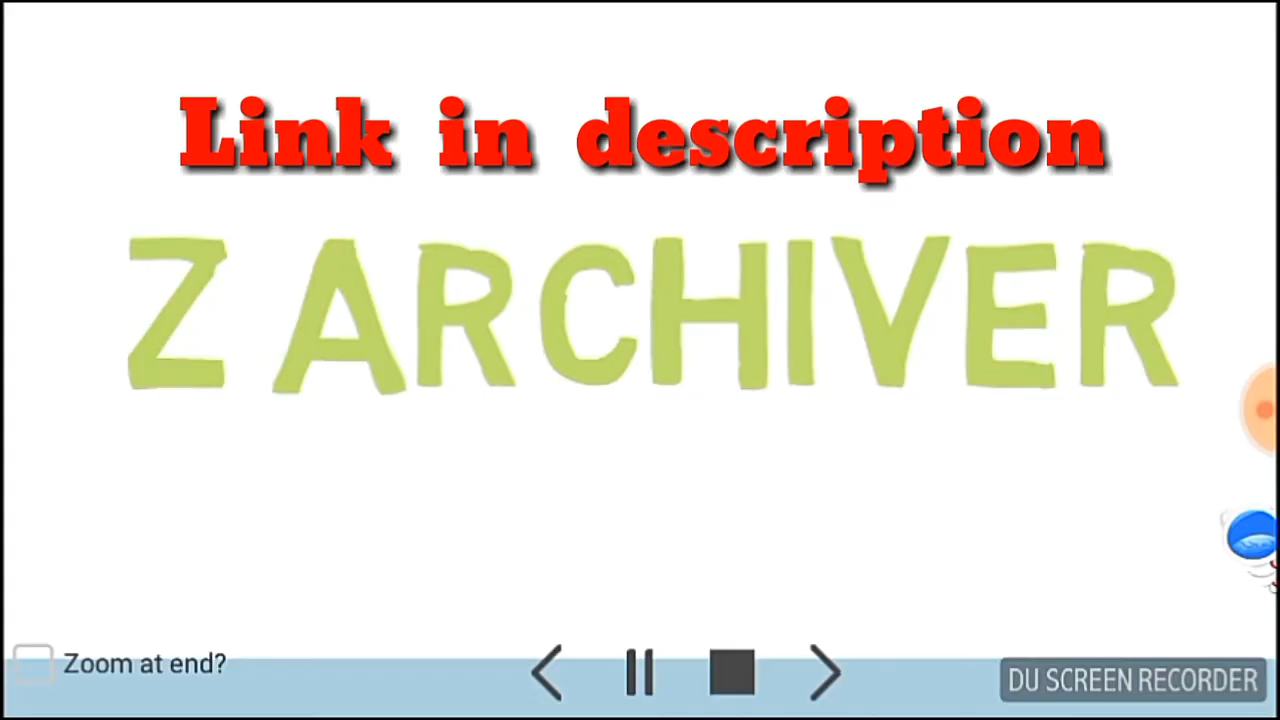 Link in description
Z ARCHIVER
Zoom at end?
DU SCREEN RECORDER